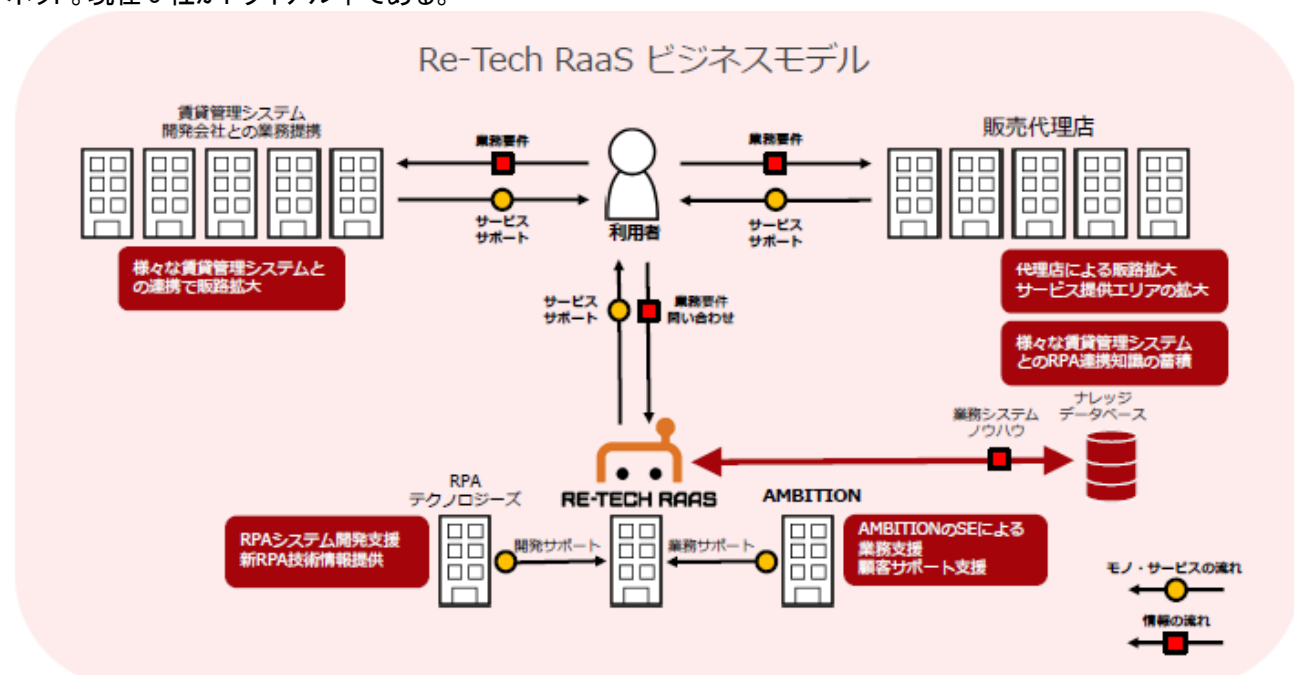 Re-Tech RaaS ビジネスモデル
賃貸管理システム
開発会社との業務提携
業務要件
サービス
サポート
利用者
業務要件
サービス
サポート
販売代理店
様々な賃貸管理システムと
の連携で販路拡大
代理店による販路拡大
サービス提供エリアの拡大
サービス
サポート
業務要件
問い合わせ
様々な賃貸管理システム
とのRPA連携知識の蓄積
業務システム
ノウハウ
ナレッジ
データベース
RPA
テクノロジーズ
RE-TECH RAAS
AMBITION
RPAシステム開発支援
新RPA技術情報提供
開発サポート
業務サポート
AMBITIONのSEによる
業務支援
顧客サポート支援
モノ・サービスの流れ
情報の流れ